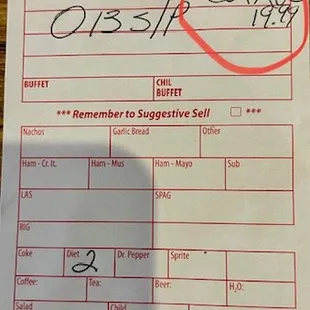 O13 S/P
19.99
BUFFET
CHIL BUFFET
*** Remember to Suggestive Sell ☐ ***
Nachos Garlic Bread Other
Ham - Cr. It. Ham - Mus Ham - Mayo Sub
LAS SPAG
RIG
Coke Diet 2 Dr. Pepper Sprite
Coffee: Tea: Beer: H₂O:
Salad Child